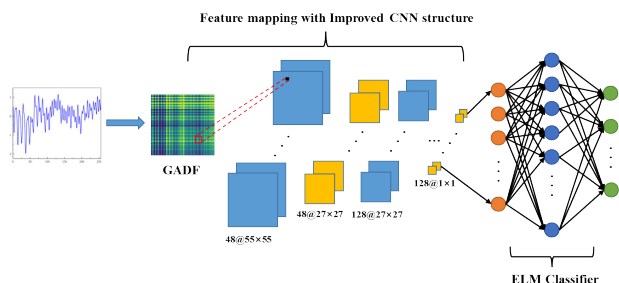 Feature mapping with Improved CNN structure
GADF
48@55×55
48@27×27
128@27×27
128@1×1
ELM Classifier